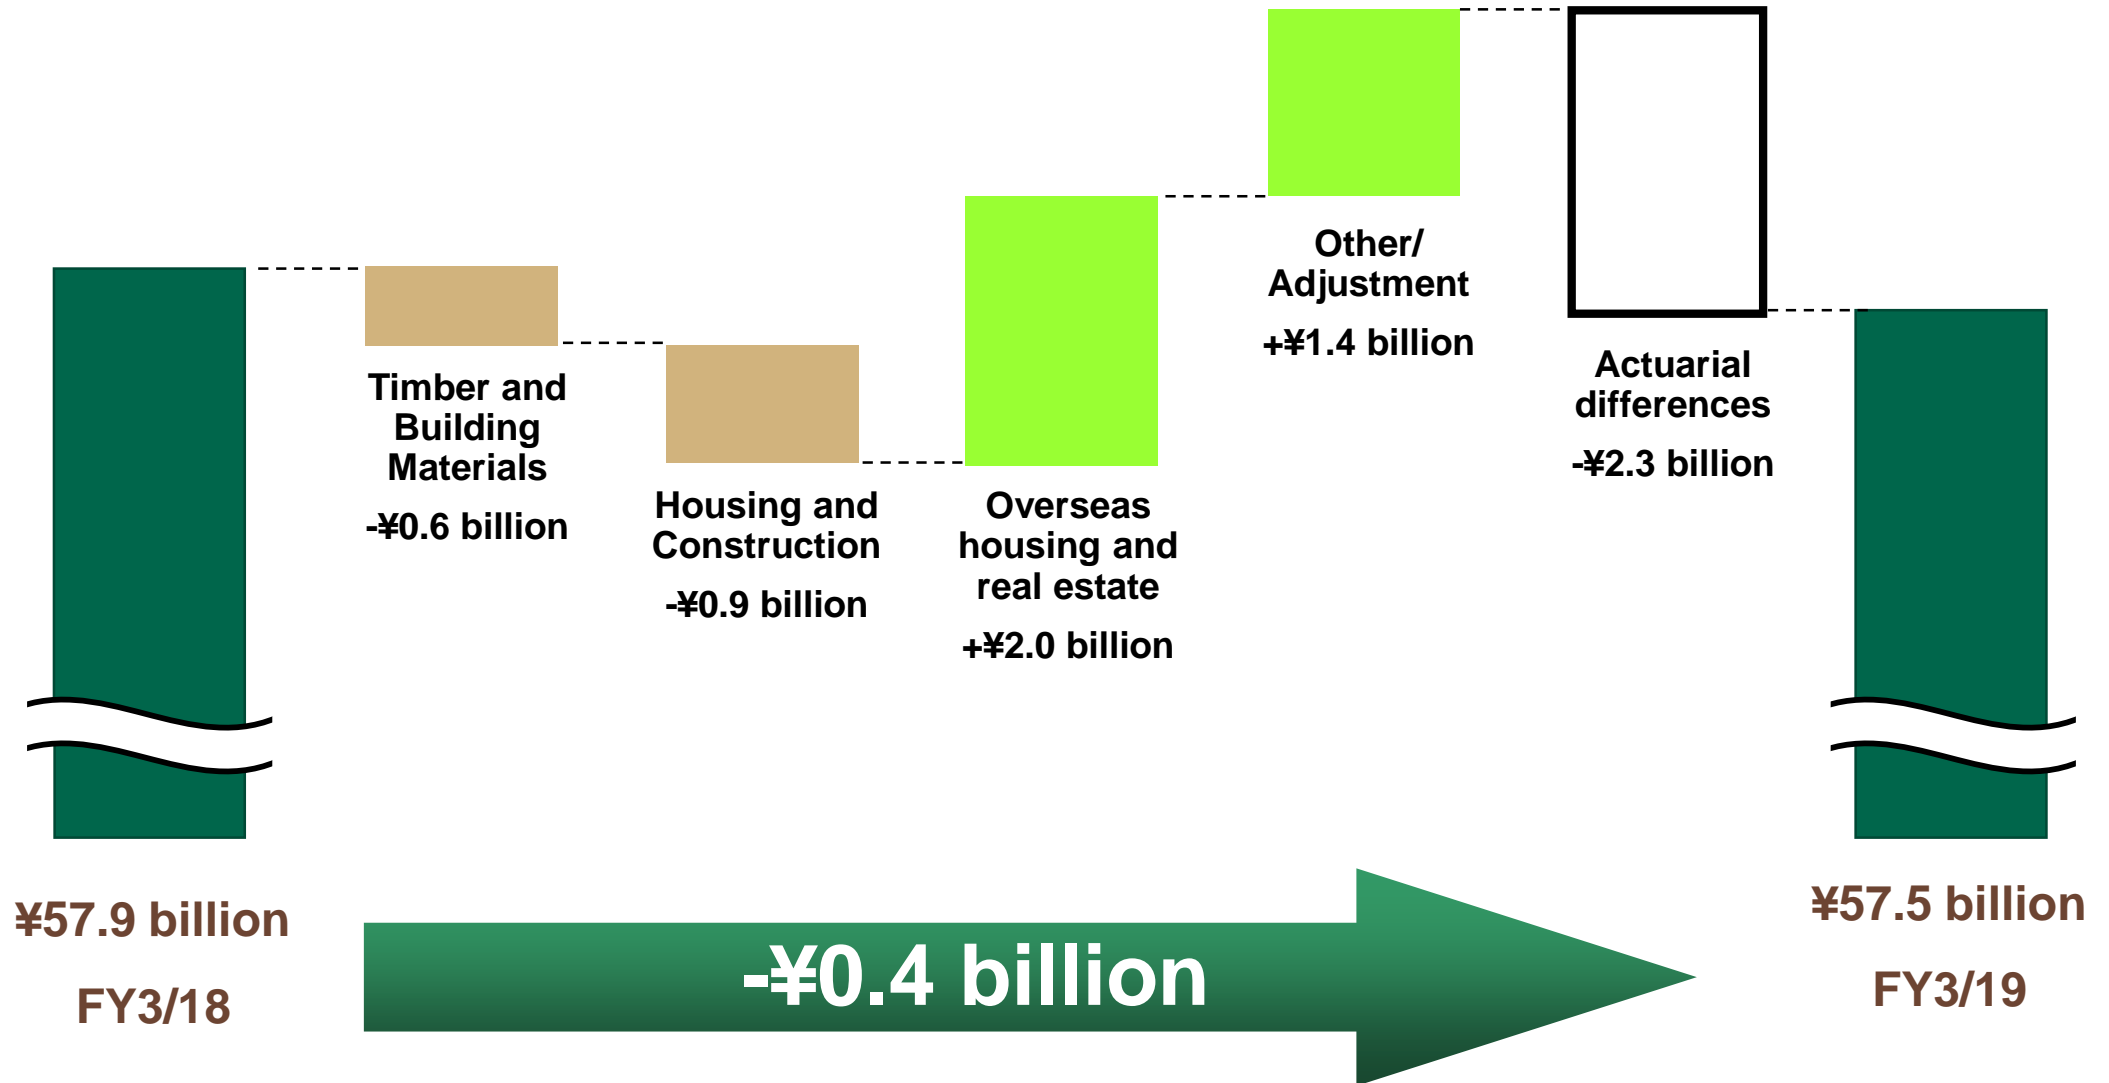 Timber and
Building
Materials
-¥0.6 billion
Housing and
Construction
-¥0.9 billion
Overseas
housing and
real estate
+¥2.0 billion
Other/
Adjustment
+¥1.4 billion
Actuarial
differences
-¥2.3 billion
¥57.9 billion
FY3/18
-¥0.4 billion
¥57.5 billion
FY3/19